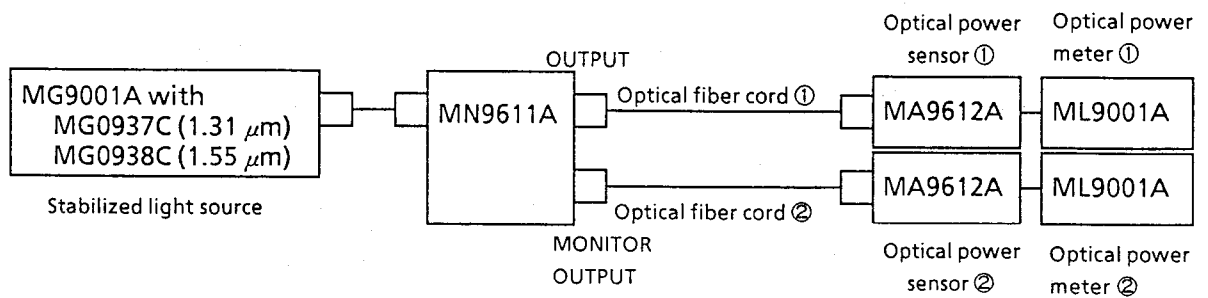 Optical power
sensor ①
Optical power
meter ①
OUTPUT
MG9001A with
MG0937C (1.31 μm)
MG0938C (1.55 μm)
MN9611A
Optical fiber cord ①
MA9612A
ML9001A
MA9612A
ML9001A
Stabilized light source
Optical fiber cord ②
MONITOR
OUTPUT
Optical power
sensor ②
Optical power
meter ②